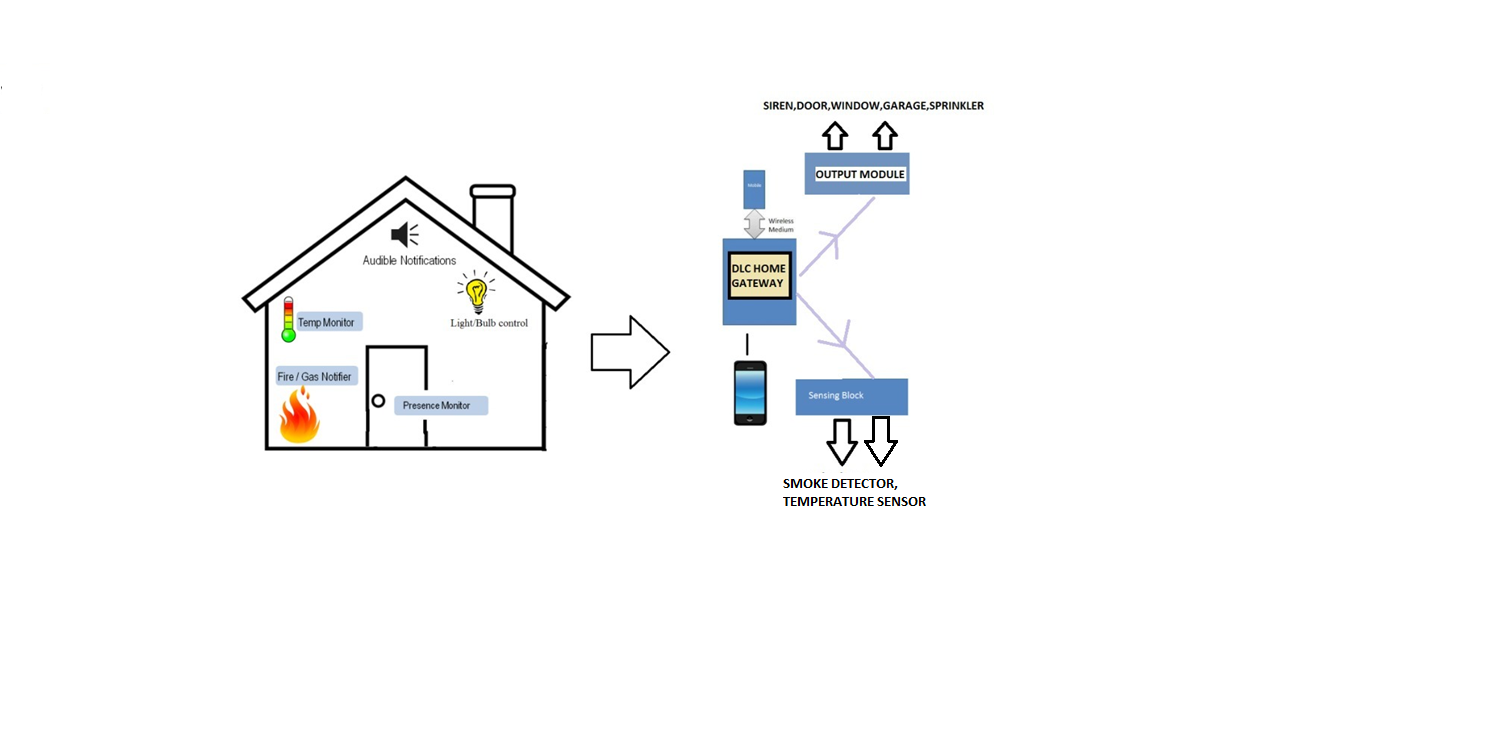 Audible Notifications
Light/Bulb control
Temp Monitor
Fire / Gas Notifier
Presence Monitor
SIREN,DOOR,WINDOW,GARAGE,SPRINKLER
OUTPUT MODULE
Mobile
Wireless
Medium
DLC HOME
GATEWAY
Sensing Block
SMOKE DETECTOR,
TEMPERATURE SENSOR